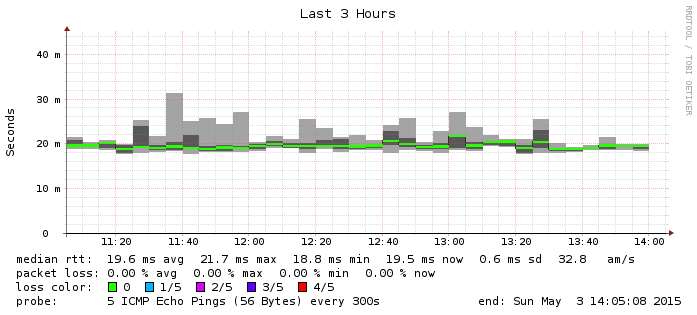 Last 3 Hours
RRDTOOL / TOBI OETIKER
Seconds
40 m
30 m
20 m
10 m
0
11:20 11:40 12:00 12:20 12:40 13:00 13:20 13:40 14:00
median rtt: 19.6 ms avg 21.7 ms max 18.8 ms min 19.5 ms now 0.6 ms sd 32.8 am/s
packet loss: 0.00 % avg 0.00 % max 0.00 % min 0.00 % now
loss color: 0 1/5 2/5 3/5 4/5
probe: 5 ICMP Echo Pings (56 Bytes) every 300s end: Sun May 3 14:05:08 2015